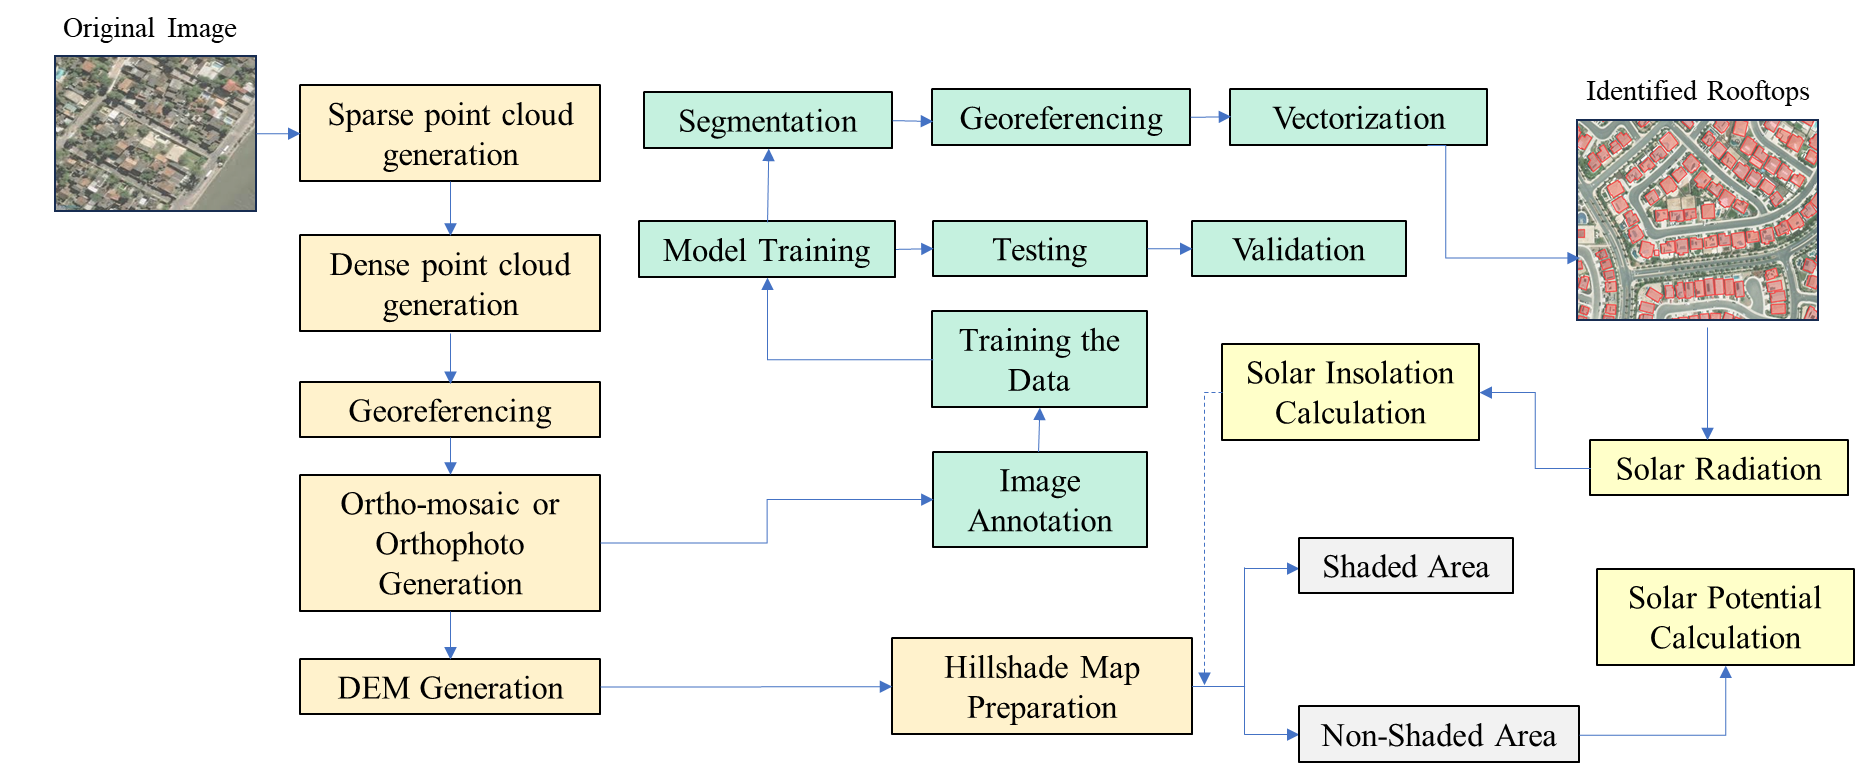 Original Image
Sparse point cloud
generation
Dense point cloud
generation
Georeferencing
Ortho-mosaic or
Orthophoto
Generation
DEM Generation
Segmentation
Georeferencing
Vectorization
Model Training
Testing
Validation
Training the
Data
Image
Annotation
Identified Rooftops
Solar Insolation
Calculation
Solar Radiation
Hillshade Map
Preparation
Shaded Area
Non-Shaded Area
Solar Potential
Calculation